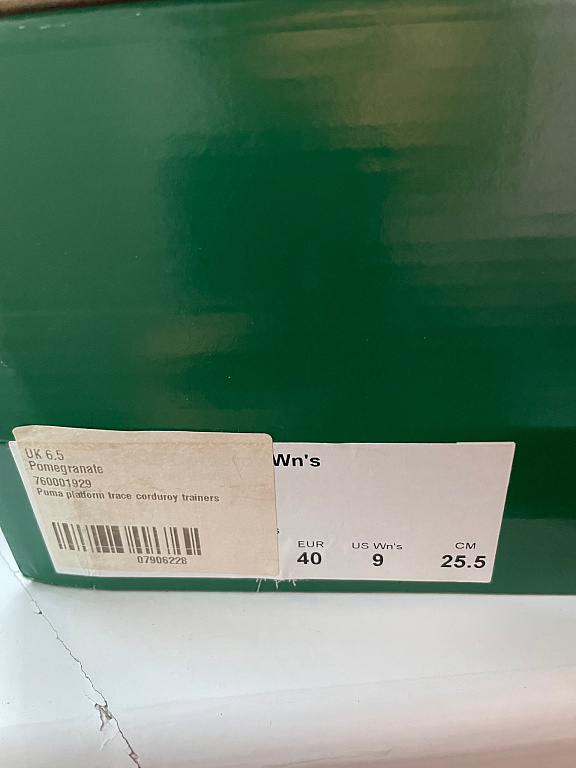 UK 6.5
Pomegranate
760001929
Puma platform trace corduroy trainers
07906228
Wn's
EUR US Wn's CM
40 9 25.5